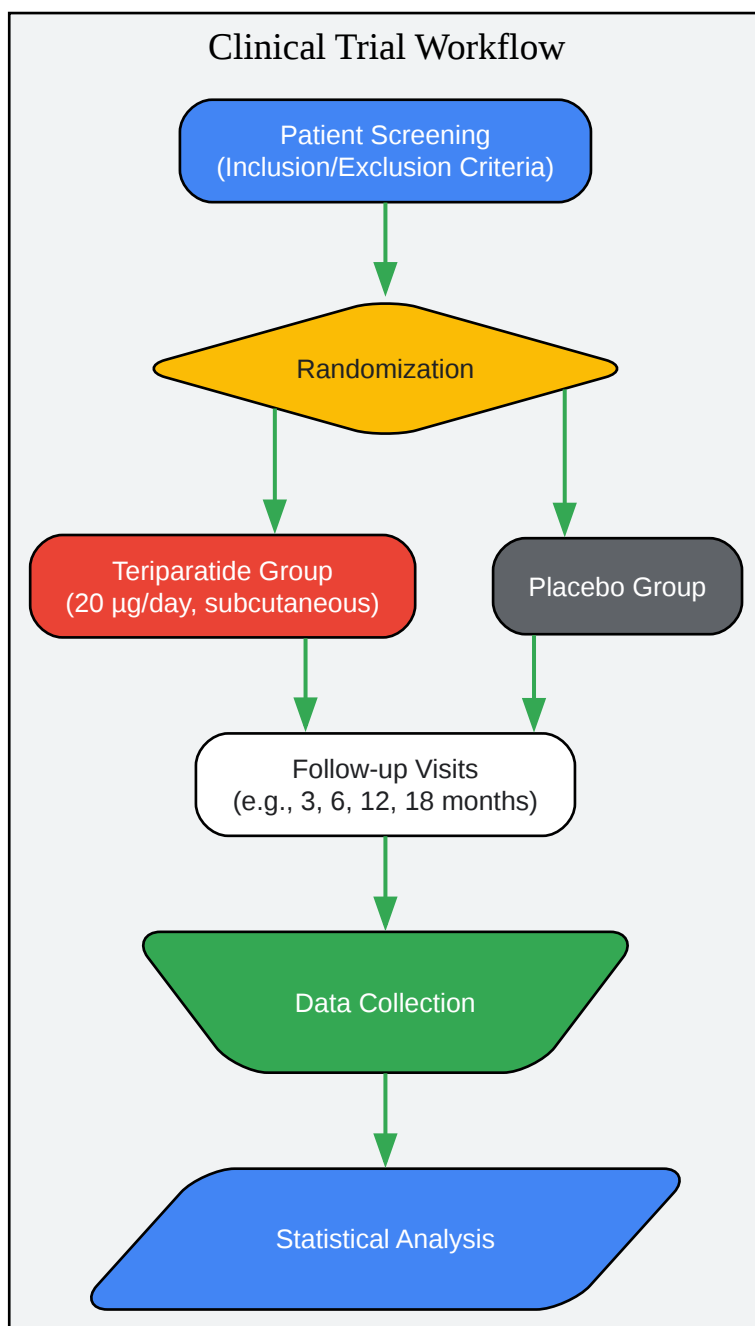 Clinical Trial Workflow
Patient Screening
(Inclusion/Exclusion Criteria)
Randomization
Teriparatide Group
(20 µg/day, subcutaneous)
Placebo Group
Follow-up Visits
(e.g., 3, 6, 12, 18 months)
Data Collection
Statistical Analysis